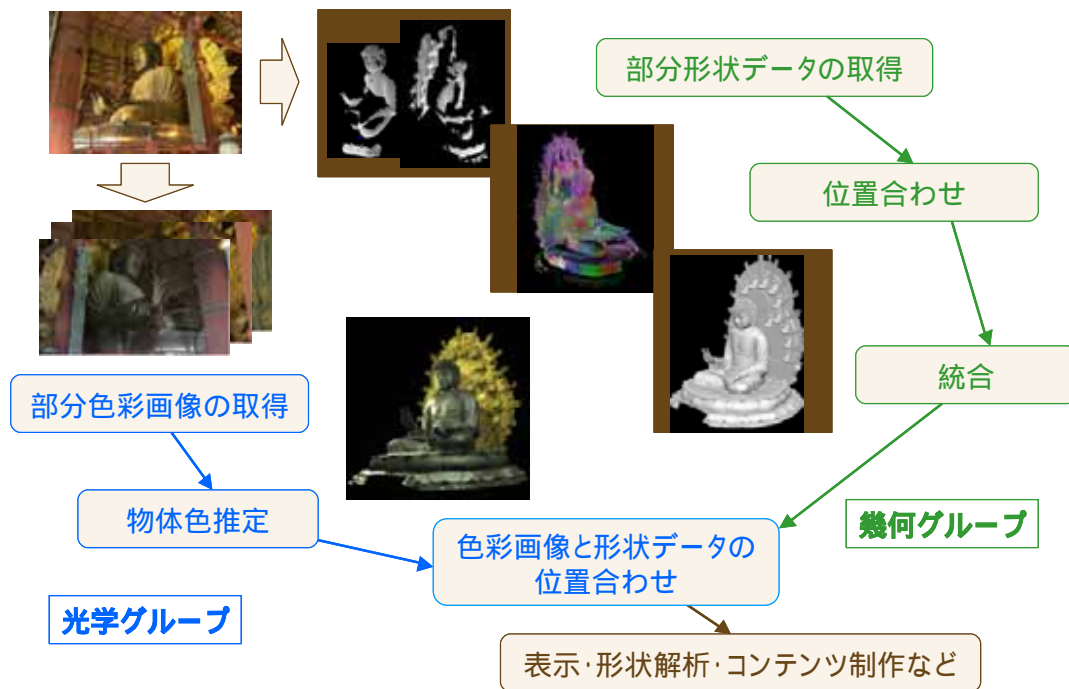 部分形状データの取得
位置合わせ
統合
部分色彩画像の取得
物体色推定
幾何グループ
色彩画像と形状データの
位置合わせ
光学グループ
表示・形状解析・コンテンツ制作など